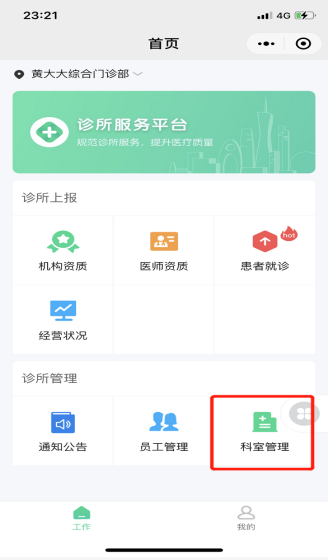 23:21
4G
首页
黄大大综合门诊部
诊所服务平台
规范诊所服务，提升医疗质量
诊所上报
机构资质
医师资质
hot
患者就诊
经营状况
诊所管理
通知公告
员工管理
科室管理
工作
我的